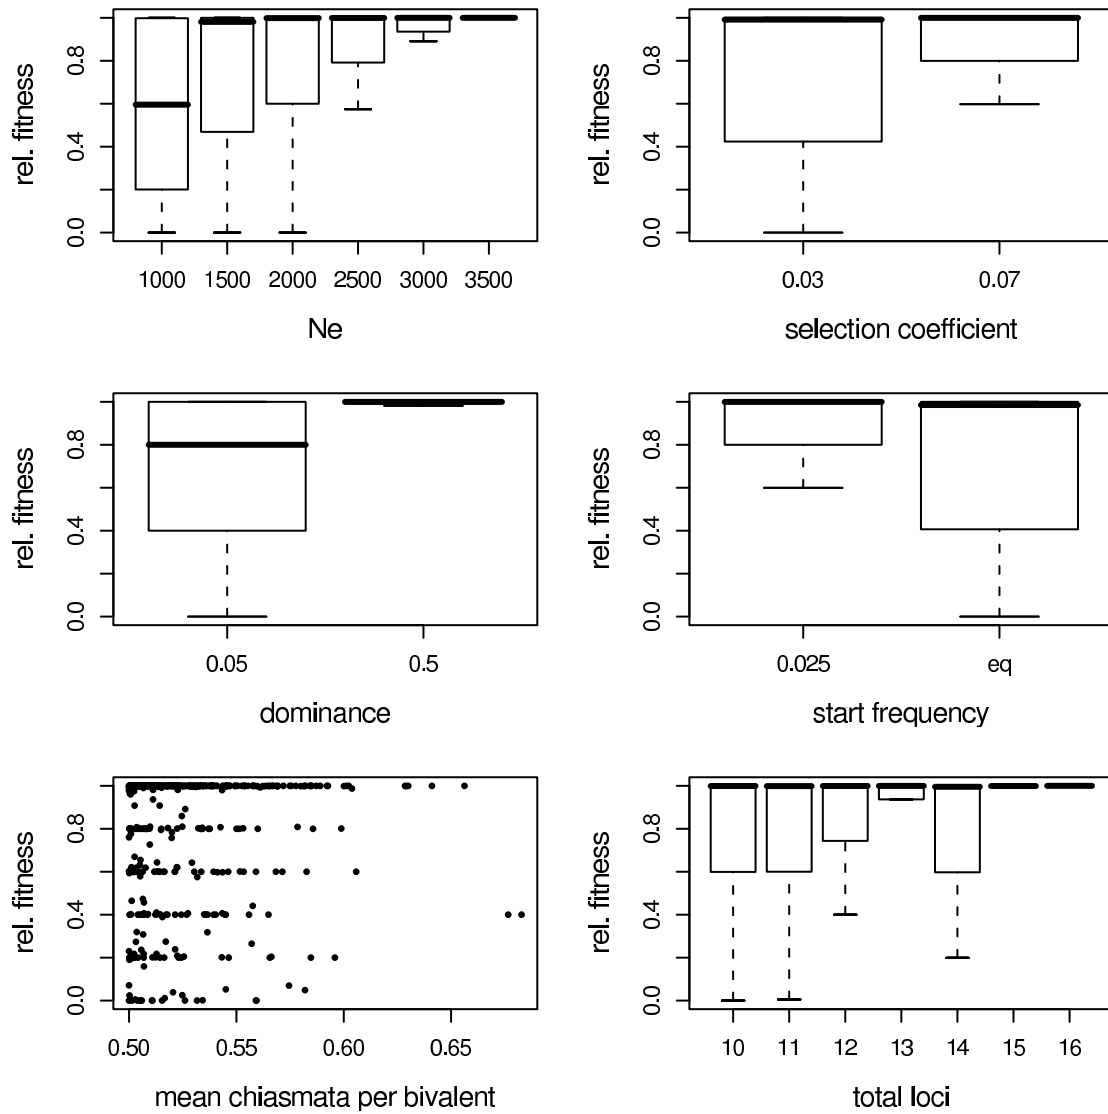 rel. fitness
0.0 0.4 0.8
1000 1500 2000 2500 3000 3500
Ne
rel. fitness
0.0 0.4 0.8
0.03 0.07
selection coefficient
rel. fitness
0.0 0.4 0.8
0.05 0.5
dominance
rel. fitness
0.0 0.4 0.8
0.025 eq
start frequency
rel. fitness
0.0 0.4 0.8
0.50 0.55 0.60 0.65
mean chiasmata per bivalent
rel. fitness
0.0 0.4 0.8
10 11 12 13 14 15 16
total loci